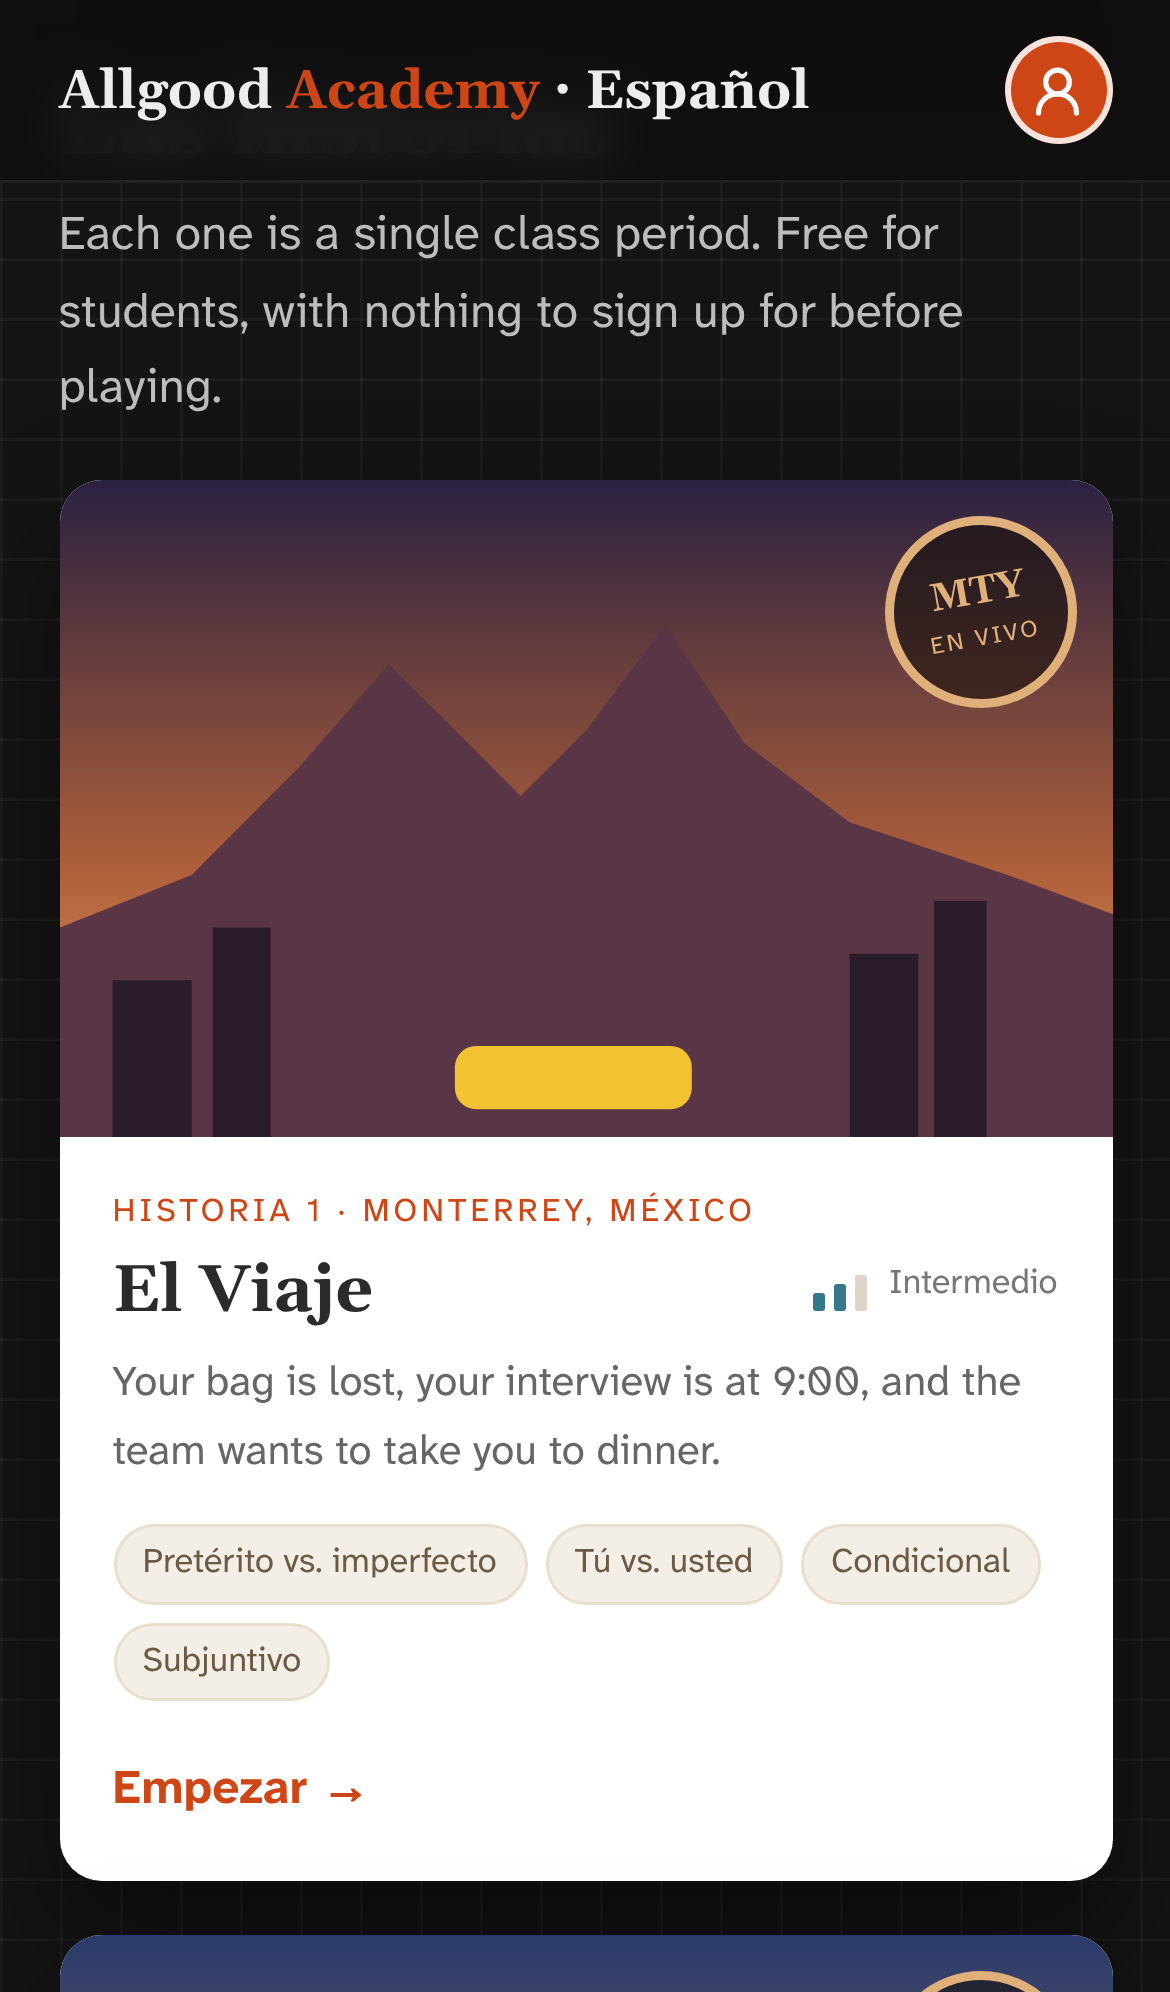 Allgood Academy · Español
Each one is a single class period. Free for
students, with nothing to sign up for before
playing.
MTY
EN VIVO
HISTORIA 1 · MONTERREY, MÉXICO
El Viaje
Intermedio
Your bag is lost, your interview is at 9:00, and the
team wants to take you to dinner.
Pretérito vs. imperfecto
Tú vs. usted
Condicional
Subjuntivo
Empezar →